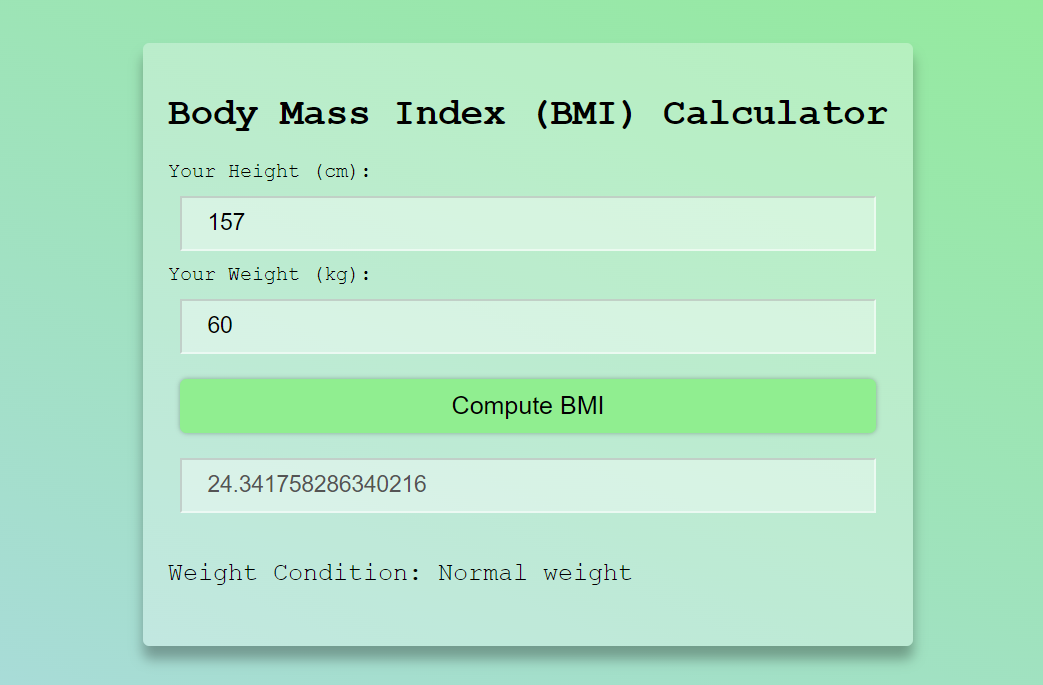 Body Mass Index (BMI) Calculator
Your Height (cm):
157
Your Weight (kg):
60
Compute BMI
24.341758286340216
Weight Condition: Normal weight